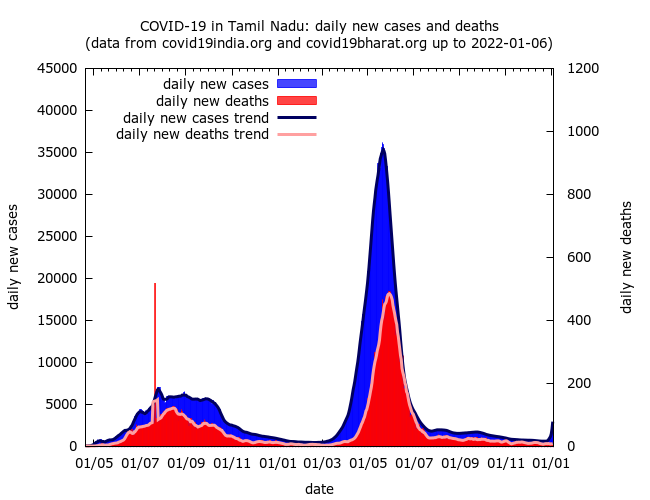 COVID-19 in Tamil Nadu: daily new cases and deaths
(data from covid19india.org and covid19bharat.org up to 2022-01-06)
daily new cases
daily new deaths
daily new cases trend
daily new deaths trend
45000
40000
35000
30000
25000
20000
15000
10000
5000
0
1200
1000
800
600
400
200
0
daily new cases
daily new deaths
01/05 01/07 01/09 01/11 01/01 01/03 01/05 01/07 01/09 01/11 01/01
date